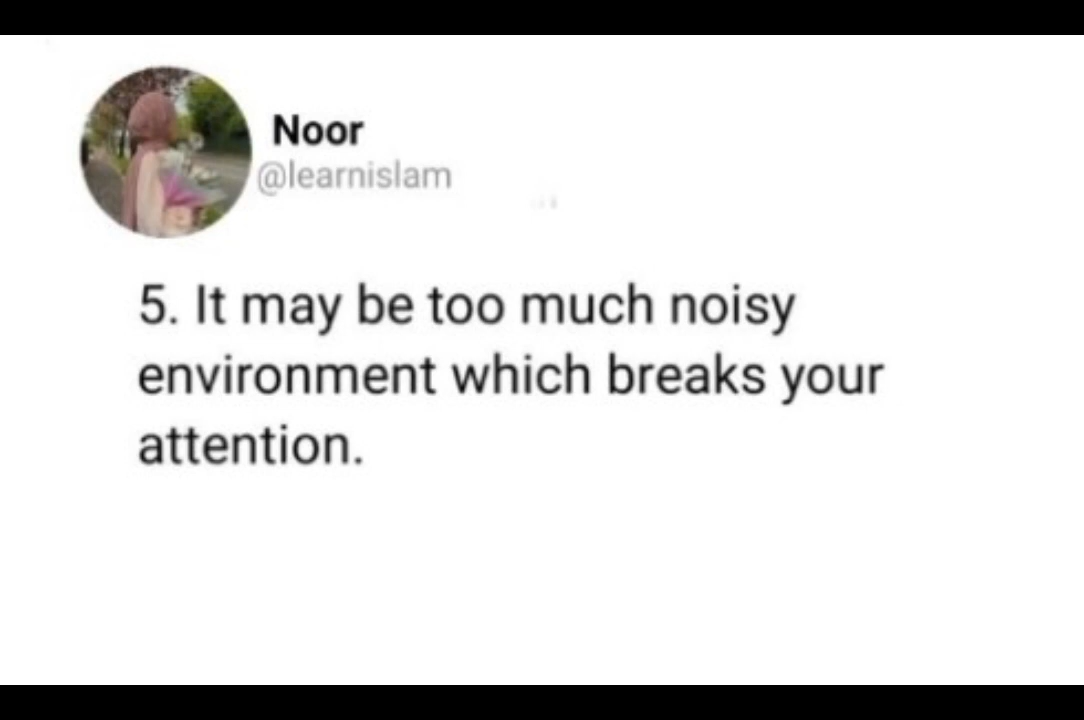 Noor
@learnislam
5. It may be too much noisy
environment which breaks your
attention.